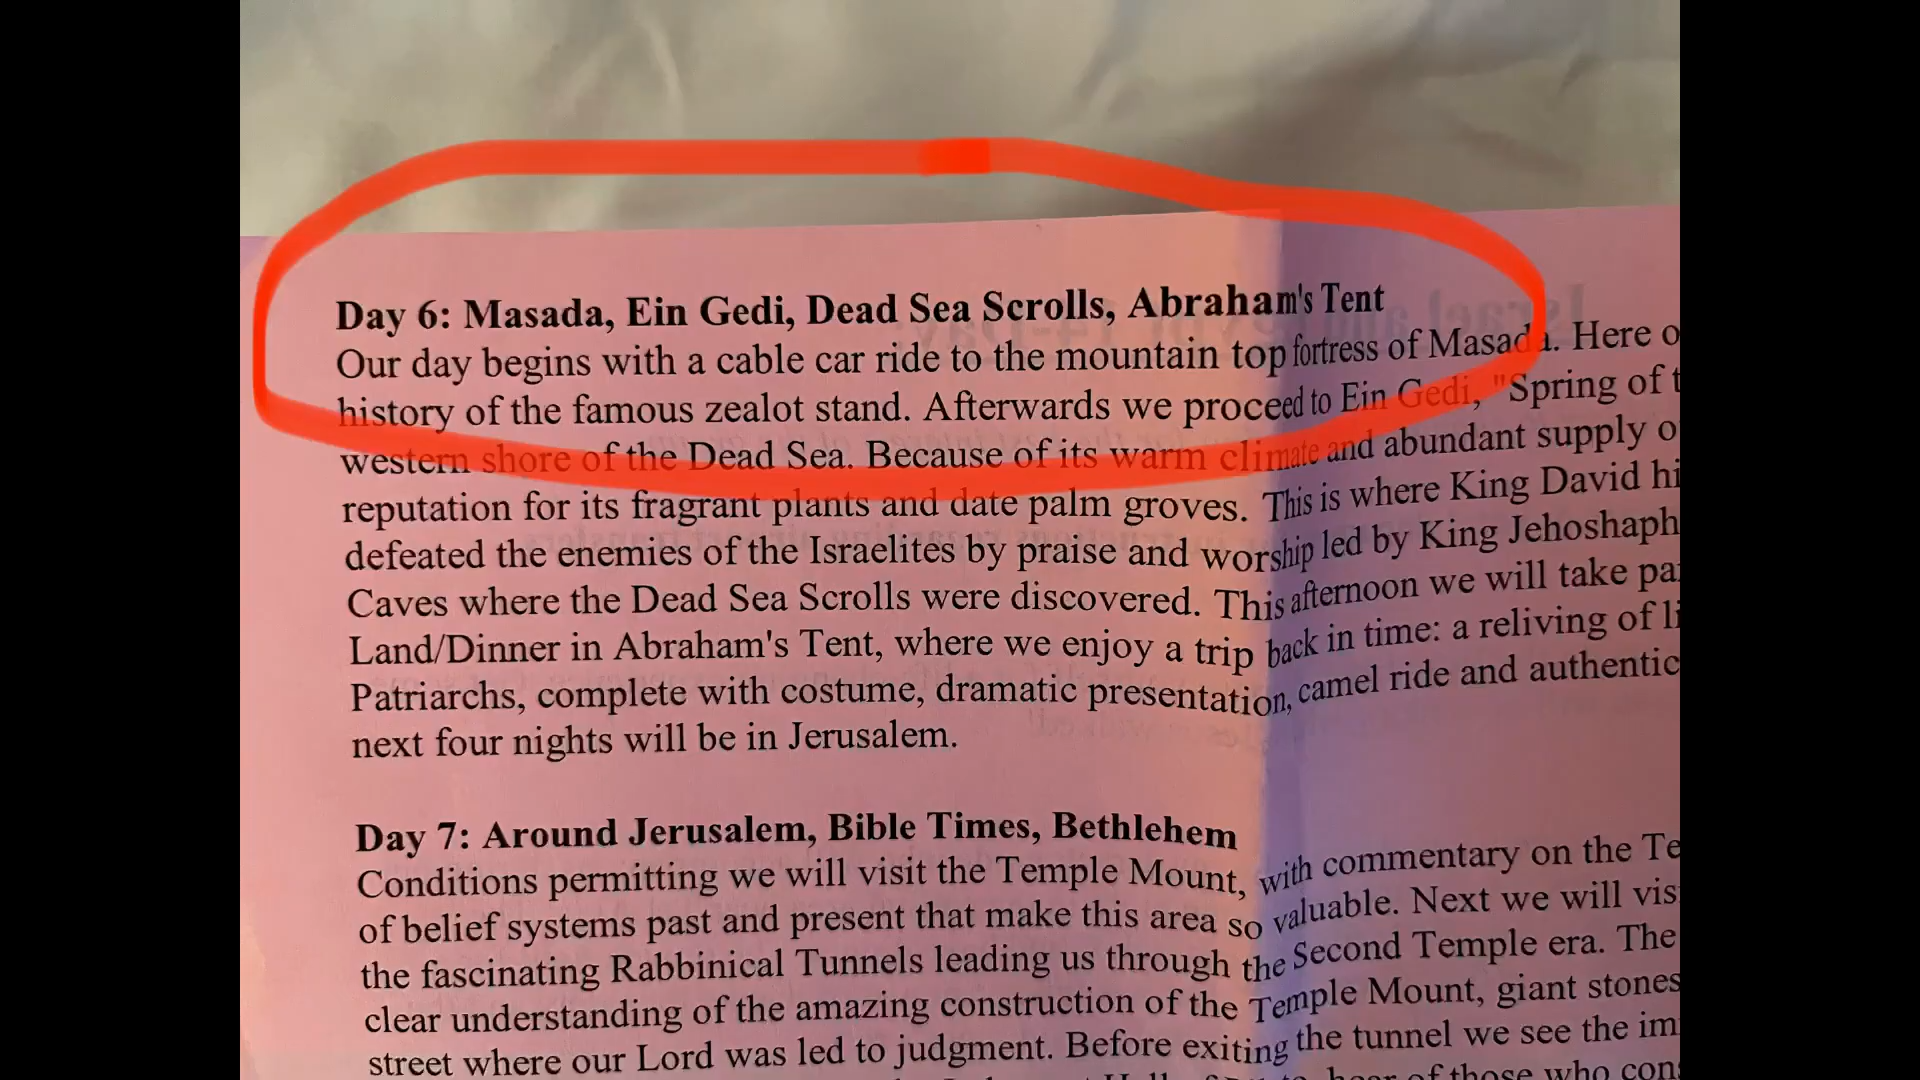 Day 6: Masada, Ein Gedi, Dead Sea Scrolls, Abraham's Tent
Our day begins with a cable car ride to the mountain top fortress of Masada. Here
history of the famous zealot stand. Afterwards we proceed to Ein Gedi, "Spring of
western shore of the Dead Sea. Because of its warm climate and abundant supply
reputation for its fragrant plants and date palm groves. This is where King David
defeated the enemies of the Israelites by praise and worship led by King
Caves where the Dead Sea Scrolls were discovered. This afternoon we will take
Land/Dinner in Abraham's Tent, where we enjoy a trip back in time: a reliving of
Patriarchs, complete with costume, dramatic presentation, camel ride and authentic
next four nights will be in Jerusalem.
Day 7: Around Jerusalem, Bible Times, Bethlehem
Conditions permitting we will visit the Temple Mount, with commentary on the
of belief systems past and present that make this area so valuable. Next we will
the fascinating Rabbinical Tunnels leading us through the Second Temple era. The
clear understanding of the amazing construction of the Temple Mount, giant stones
street where our Lord was led to judgment. Before exiting the tunnel we see the
hear of those who